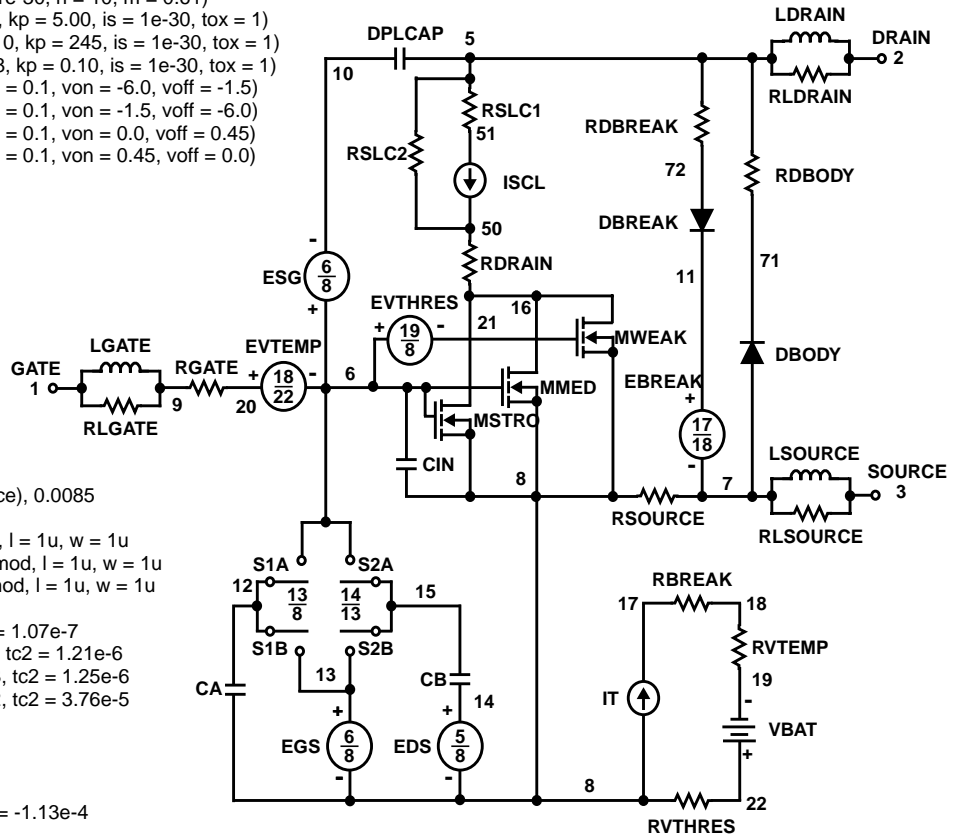 , kp = 5.00, is = 1e-30, tox = 1)
0, kp = 245, is = 1e-30, tox = 1)
, kp = 0.10, is = 1e-30, tox = 1)
= 0.1, von = -6.0, voff = -1.5)
= 0.1, von = -1.5, voff = -6.0)
= 0.1, von = 0.0, voff = 0.45)
= 0.1, von = 0.45, voff = 0.0)
LDRAIN
DPLCAP 5 DRAIN
10 2
RLDRAIN
RSLC1
51
RDBREAK
RSLC2
72
ISCL
RDBODY
DBREAK
50
-
71
RDRAIN
ESG 6/8
11
EVTHRES
16
+
+ 19/8 -
21
MWEAK
LGATE
EVTEMP
DBODY
GATE
RGATE
+ 18/22 -
6
EBREAK
MMED
1
9
20
+
MSTRO
17/18
RLGATE
-
LSOURCE
CIN
8
7
SOURCE
3
ce), 0.0085
RSOURCE
RLSOURCE
, l = 1u, w = 1u
mod, l = 1u, w = 1u
mod, l = 1u, w = 1u
S1A
S2A
RBREAK
12
13/8
14/13
15
17
18
= 1.07e-7
RVTEMP
, tc2 = 1.21e-6
S1B
S2B
, tc2 = 1.25e-6
13
CB
19
, tc2 = 3.76e-5
CA
14
IT
-
+
+
VBAT
EGS 6/8
EDS 5/8
+
-
-
8
22
= -1.13e-4
RVTHRES